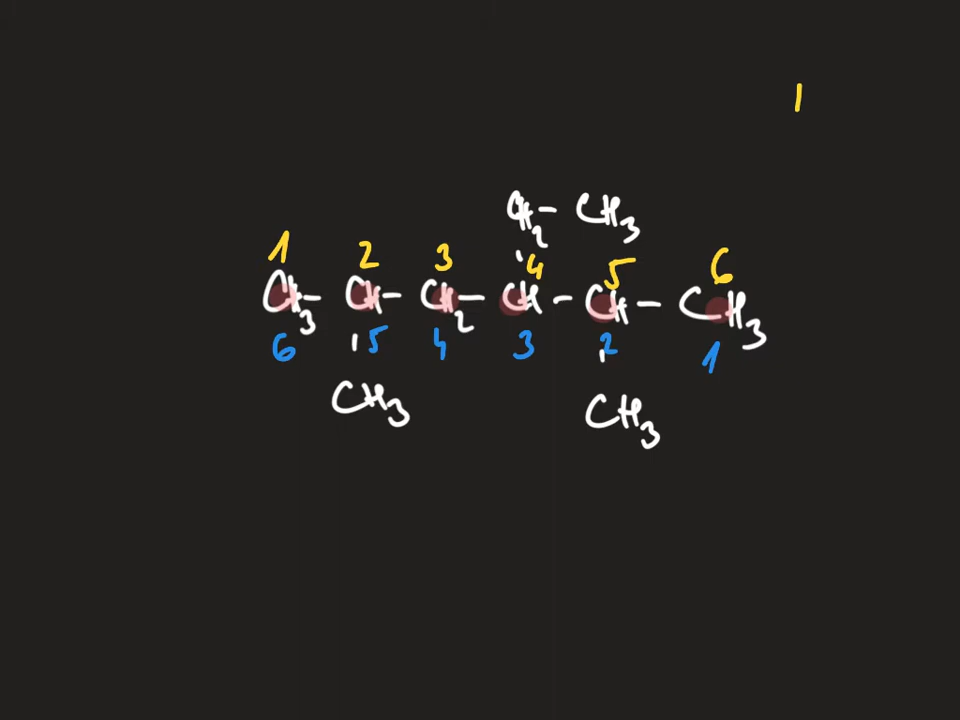 1
CH2-CH3
1 2 3 4 5 6
CH3-CH-CH2-CH-CH-CH3
6 5 4 3 2 1
CH3 CH3